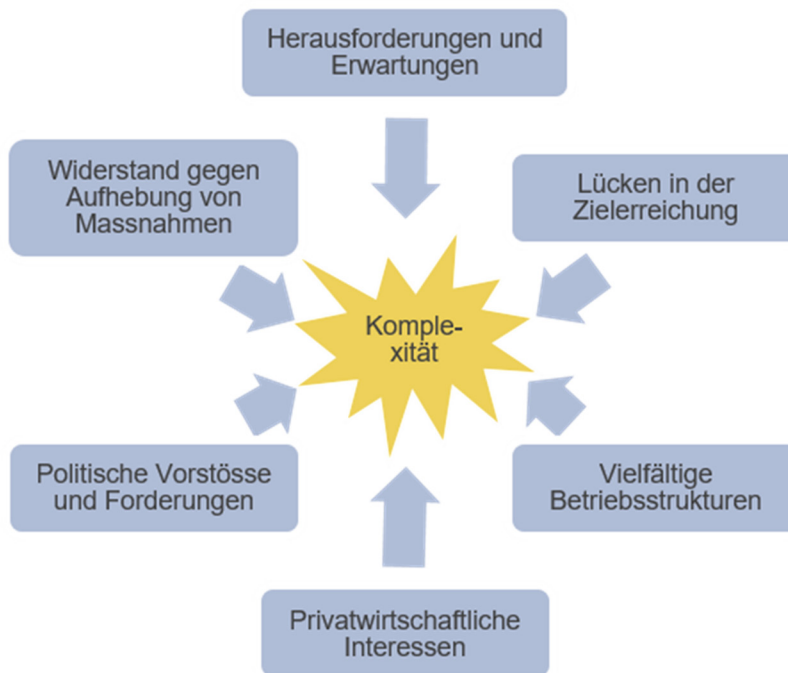 Herausforderungen und
Erwartungen
Widerstand gegen
Aufhebung von
Massnahmen
Lücken in der
Zielerreichung
Komple-
xität
Politische Vorstösse
und Forderungen
Vielfältige
Betriebsstrukturen
Privatwirtschaftliche
Interessen